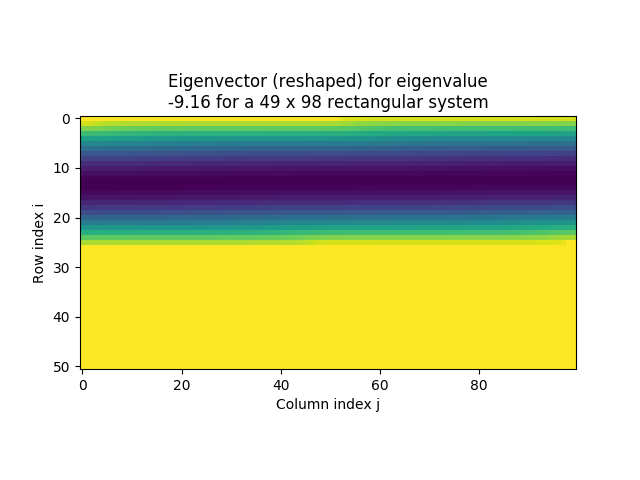 Eigenvector (reshaped) for eigenvalue
-9.16 for a 49 x 98 rectangular system
0
10
20
30
40
50
Row index i
0 20 40 60 80
Column index j